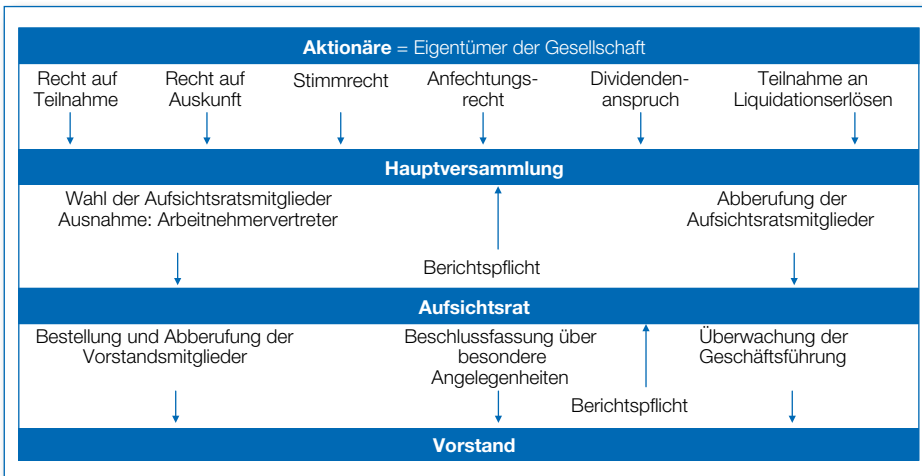 Aktionäre = Eigentümer der Gesellschaft
Recht auf
Teilnahme
Recht auf
Auskunft
Stimmrecht
Anfechtungs-
recht
Dividenden-
anspruch
Teilnahme an
Liquidationserlösen
Hauptversammlung
Wahl der Aufsichtsratsmitglieder
Ausnahme: Arbeitnehmervertreter
Berichtspflicht
Abberufung der
Aufsichtsratsmitglieder
Aufsichtsrat
Bestellung und Abberufung der
Vorstandsmitglieder
Beschlussfassung über
besondere
Angelegenheiten
Berichtspflicht
Überwachung der
Geschäftsführung
Vorstand